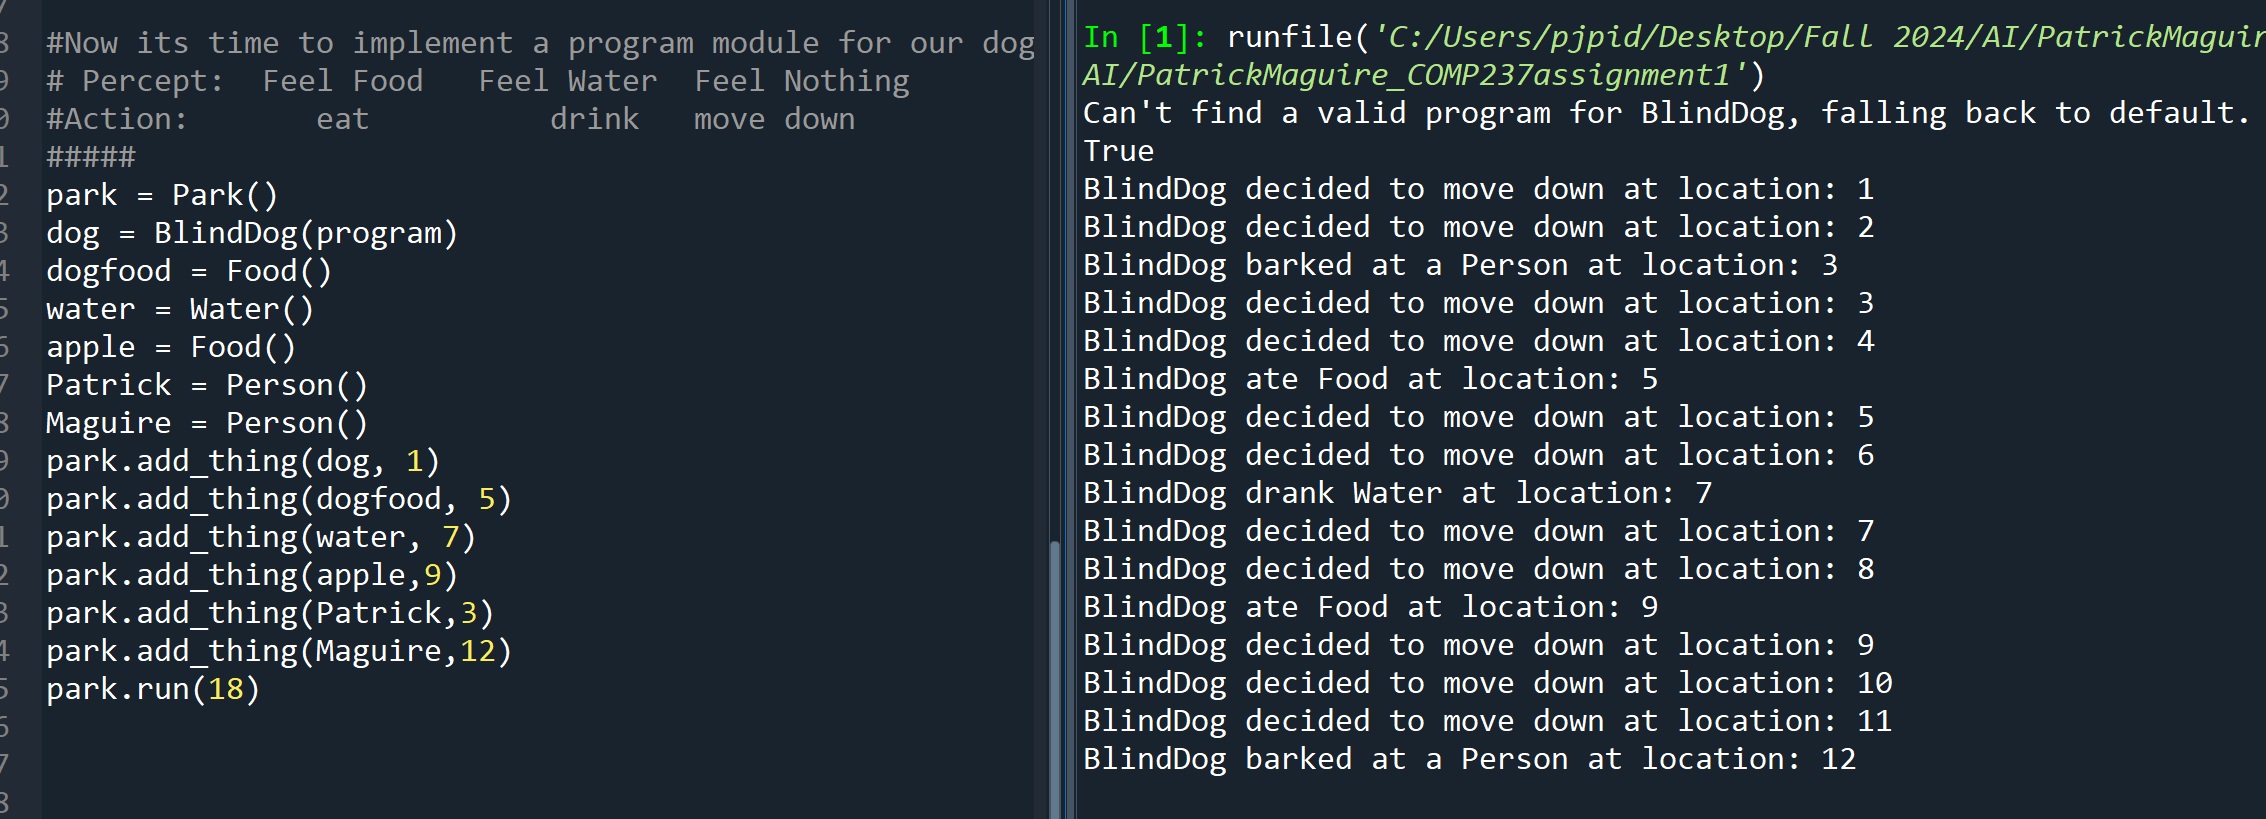 #Now its time to implement a program module for our dog
# Percept:  Feel Food   Feel Water  Feel Nothing
#Action:       eat          drink   move down
#####
park = Park()
dog = BlindDog(program)
dogfood = Food()
water = Water()
apple = Food()
Patrick = Person()
Maguire = Person()
park.add_thing(dog, 1)
park.add_thing(dogfood, 5)
park.add_thing(water, 7)
park.add_thing(apple,9)
park.add_thing(Patrick,3)
park.add_thing(Maguire,12)
park.run(18)
In [1]: runfile('C:/Users/pjpid/Desktop/Fall 2024/AI/PatrickMaguir
AI/PatrickMaguire_COMP237assignment1')
Can't find a valid program for BlindDog, falling back to default.
True
BlindDog decided to move down at location: 1
BlindDog decided to move down at location: 2
BlindDog barked at a Person at location: 3
BlindDog decided to move down at location: 3
BlindDog decided to move down at location: 4
BlindDog ate Food at location: 5
BlindDog decided to move down at location: 5
BlindDog decided to move down at location: 6
BlindDog drank Water at location: 7
BlindDog decided to move down at location: 7
BlindDog decided to move down at location: 8
BlindDog ate Food at location: 9
BlindDog decided to move down at location: 9
BlindDog decided to move down at location: 10
BlindDog decided to move down at location: 11
BlindDog barked at a Person at location: 12